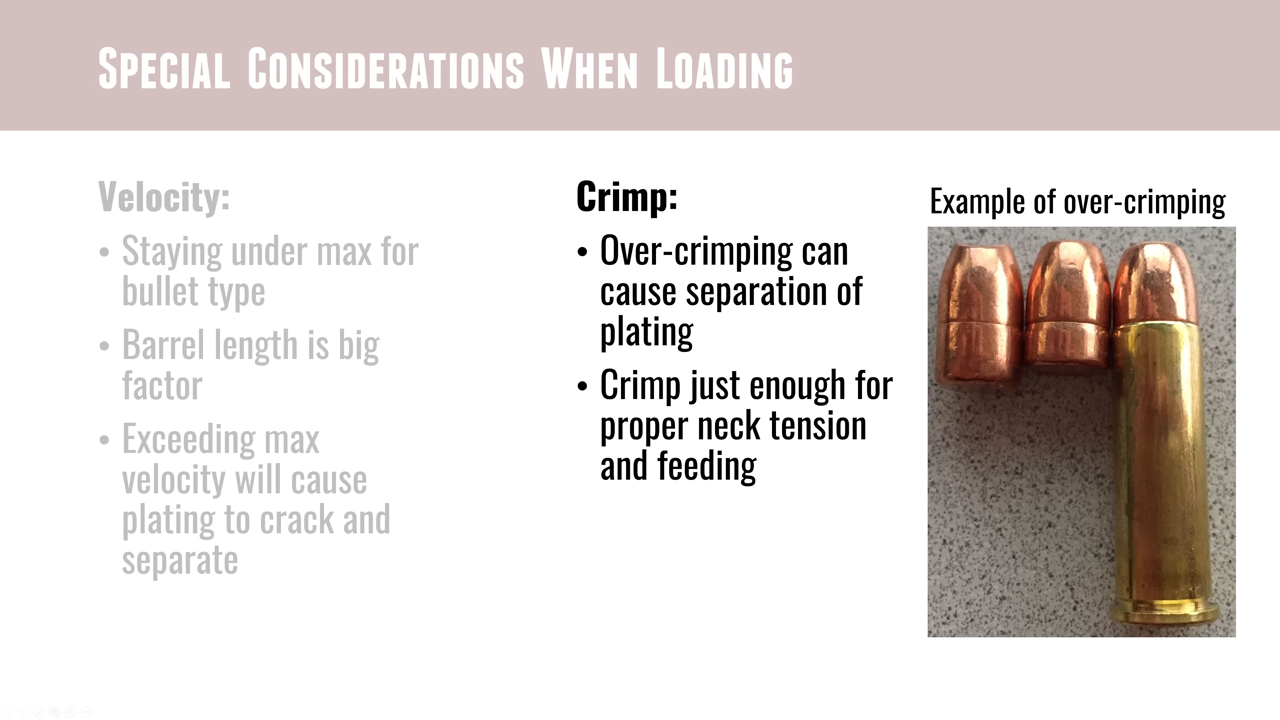 Special Considerations When Loading
Velocity:
• Staying under max for
bullet type
• Barrel length is big
factor
• Exceeding max
velocity will cause
plating to crack and
separate
Crimp:
• Over-crimping can
cause separation of
plating
• Crimp just enough for
proper neck tension
and feeding
Example of over-crimping